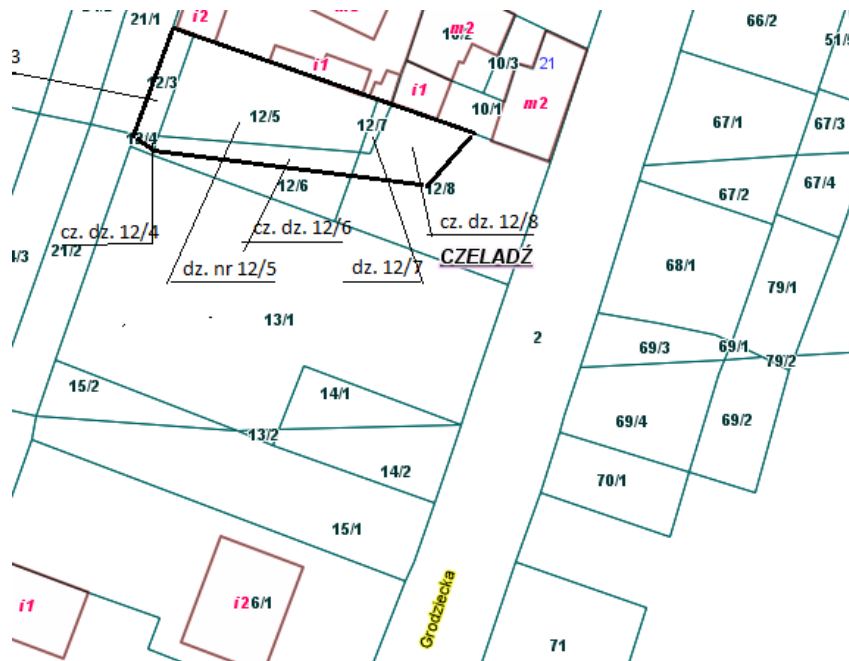 66/2
21/1
i2
m2
10/2
51/5
10/3
21
i1
3
12/3
i1
10/1
m2
12/5
12/7
67/1
67/3
12/4
12/6
12/8
67/2
67/4
cz. dz. 12/4
cz. dz. 12/6
cz. dz. 12/8
4/3
21/2
CZELADŹ
dz. nr 12/5
dz. 12/7
68/1
79/1
13/1
2
69/3
69/1
79/2
15/2
14/1
69/4
69/2
13/2
14/2
70/1
15/1
Grodziecka
i1
i2
6/1
71